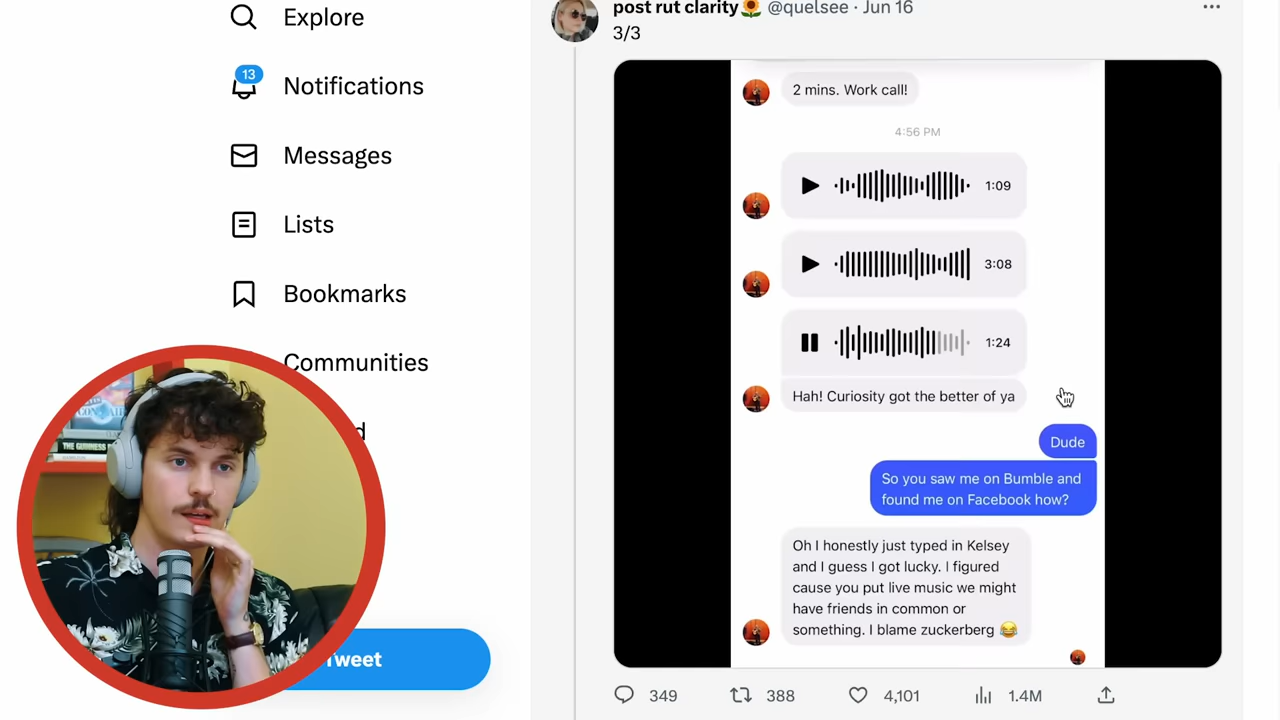 Explore
13
Notifications
Messages
Lists
Bookmarks
Communities
d
Tweet
post rut clarity🌻 @quelsee · Jun 16
3/3
2 mins. Work call!
4:56 PM
1:09
3:08
1:24
Hah! Curiosity got the better of ya
Dude
So you saw me on Bumble and
found me on Facebook how?
Oh I honestly just typed in Kelsey
and I guess I got lucky. I figured
cause you put live music we might
have friends in common or
something. I blame zuckerberg 😂
349
388
4,101
1.4M
THE GUINNESS